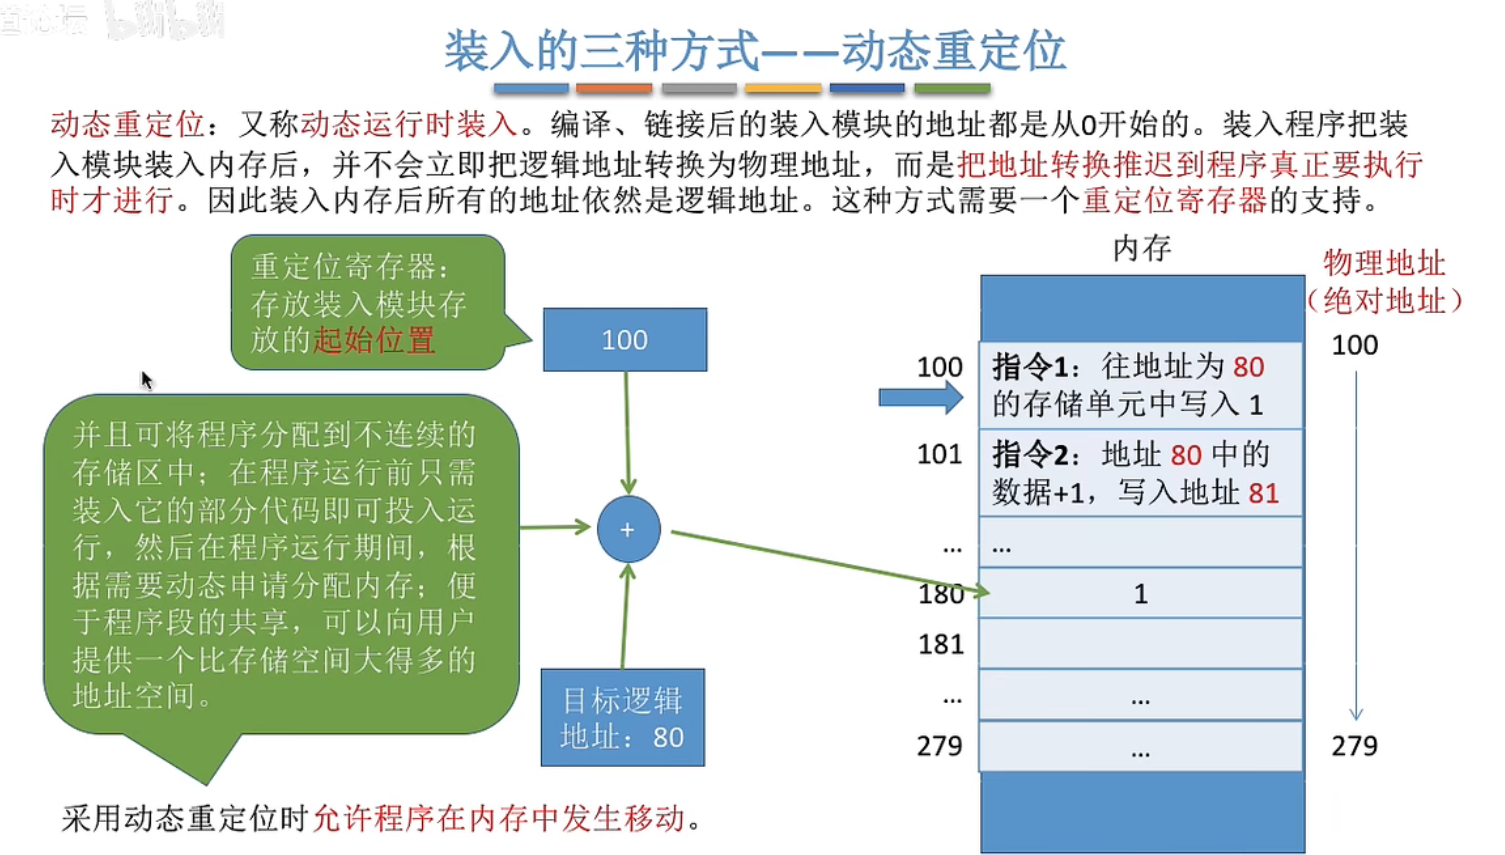 道论坛 bilibili
装入的三种方式——动态重定位
动态重定位：又称动态运行时装入。编译、链接后的装入模块的地址都是从0开始的。装入程序把装
入模块装入内存后，并不会立即把逻辑地址转换为物理地址，而是把地址转换推迟到程序真正要执行
时才进行。因此装入内存后所有的地址依然是逻辑地址。这种方式需要一个重定位寄存器的支持。
重定位寄存器：
存放装入模块存
放的起始位置
100
并且可将程序分配到不连续的
存储区中；在程序运行前只需
装入它的部分代码即可投入运
行，然后在程序运行期间，根
据需要动态申请分配内存；便
于程序段的共享，可以向用户
提供一个比存储空间大得多的
地址空间。
+
目标逻辑
地址：80
采用动态重定位时允许程序在内存中发生移动。
内存
物理地址
（绝对地址）
100
100
指令1：往地址为 80
的存储单元中写入 1
101
指令2：地址 80 中的
数据+1，写入地址 81
...
...
180
1
181
...
...
279
...
279